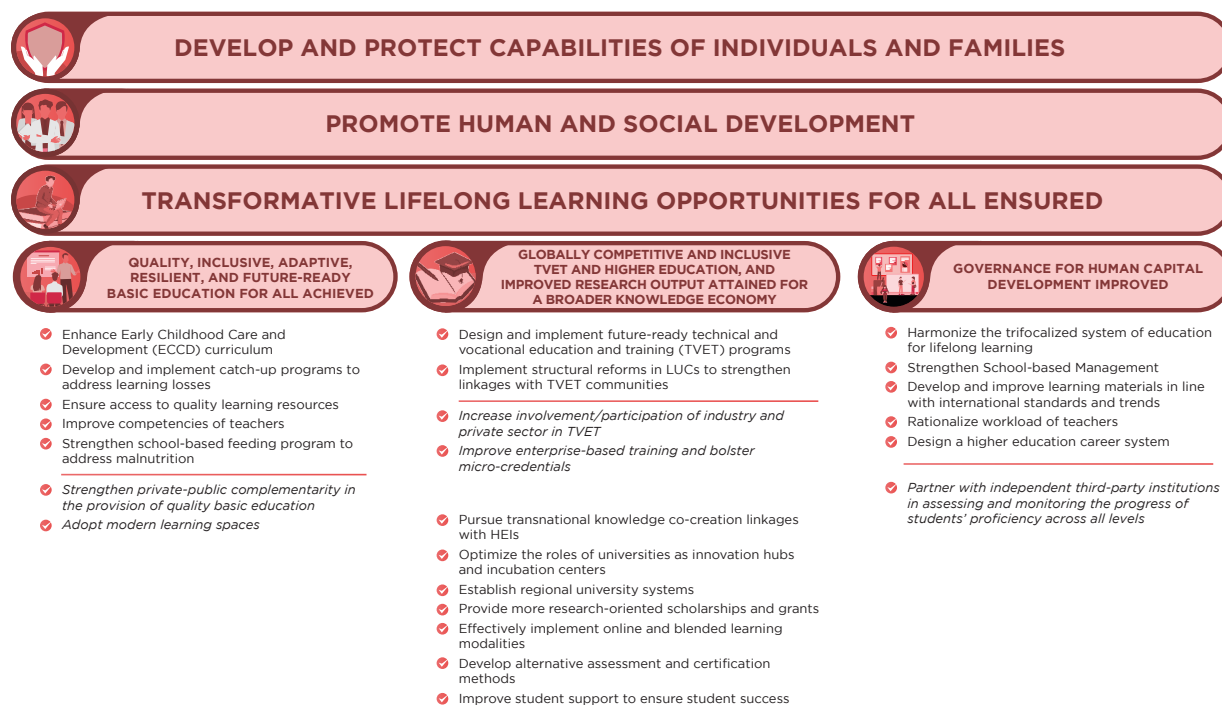 DEVELOP AND PROTECT CAPABILITIES OF INDIVIDUALS AND FAMILIES
PROMOTE HUMAN AND SOCIAL DEVELOPMENT
TRANSFORMATIVE LIFELONG LEARNING OPPORTUNITIES FOR ALL ENSURED
QUALITY, INCLUSIVE, ADAPTIVE,
RESILIENT, AND FUTURE-READY
BASIC EDUCATION FOR ALL ACHIEVED
Enhance Early Childhood Care and
Development (ECCD) curriculum
Develop and implement catch-up programs to
address learning losses
Ensure access to quality learning resources
Improve competencies of teachers
Strengthen school-based feeding program to
address malnutrition
Strengthen private-public complementarity in
the provision of quality basic education
Adopt modern learning spaces
GLOBALLY COMPETITIVE AND INCLUSIVE
TVET AND HIGHER EDUCATION, AND
IMPROVED RESEARCH OUTPUT ATTAINED FOR
A BROADER KNOWLEDGE ECONOMY
Design and implement future-ready technical and
vocational education and training (TVET) programs
Implement structural reforms in LUCs to strengthen
linkages with TVET communities
Increase involvement/participation of industry and
private sector in TVET
Improve enterprise-based training and bolster
micro-credentials
Pursue transnational knowledge co-creation linkages
with HEIs
Optimize the roles of universities as innovation hubs
and incubation centers
Establish regional university systems
Provide more research-oriented scholarships and grants
Effectively implement online and blended learning
modalities
Develop alternative assessment and certification
methods
Improve student support to ensure student success
GOVERNANCE FOR HUMAN CAPITAL
DEVELOPMENT IMPROVED
Harmonize the trifocalized system of education
for lifelong learning
Strengthen School-based Management
Develop and improve learning materials in line
with international standards and trends
Rationalize workload of teachers
Design a higher education career system
Partner with independent third-party institutions
in assessing and monitoring the progress of
students’ proficiency across all levels